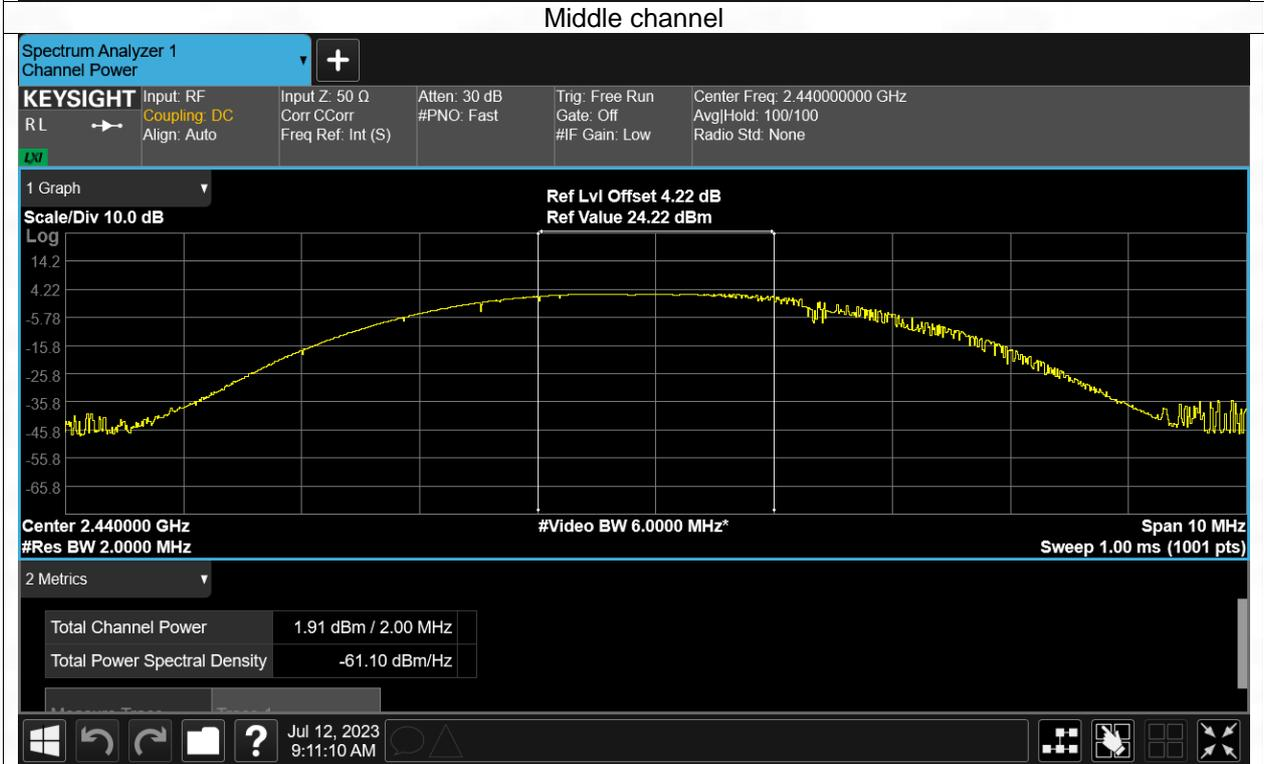 Middle channel
Spectrum Analyzer 1
Channel Power
+
KEYSIGHT
R L
LXI
Input: RF
Coupling: DC
Align: Auto
Input Z: 50 Ω
Corr CCorr
Freq Ref: Int (S)
Atten: 30 dB
#PNO: Fast
Trig: Free Run
Gate: Off
#IF Gain: Low
Center Freq: 2.440000000 GHz
Avg|Hold: 100/100
Radio Std: None
1 Graph
Scale/Div 10.0 dB
Ref Lvl Offset 4.22 dB
Ref Value 24.22 dBm
Log
14.2
4.22
-5.78
-15.8
-25.8
-35.8
-45.8
-55.8
-65.8
Center 2.440000 GHz
#Res BW 2.0000 MHz
#Video BW 6.0000 MHz*
Span 10 MHz
Sweep 1.00 ms (1001 pts)
2 Metrics
Total Channel Power 1.91 dBm / 2.00 MHz
Total Power Spectral Density -61.10 dBm/Hz
?
Jul 12, 2023
9:11:10 AM